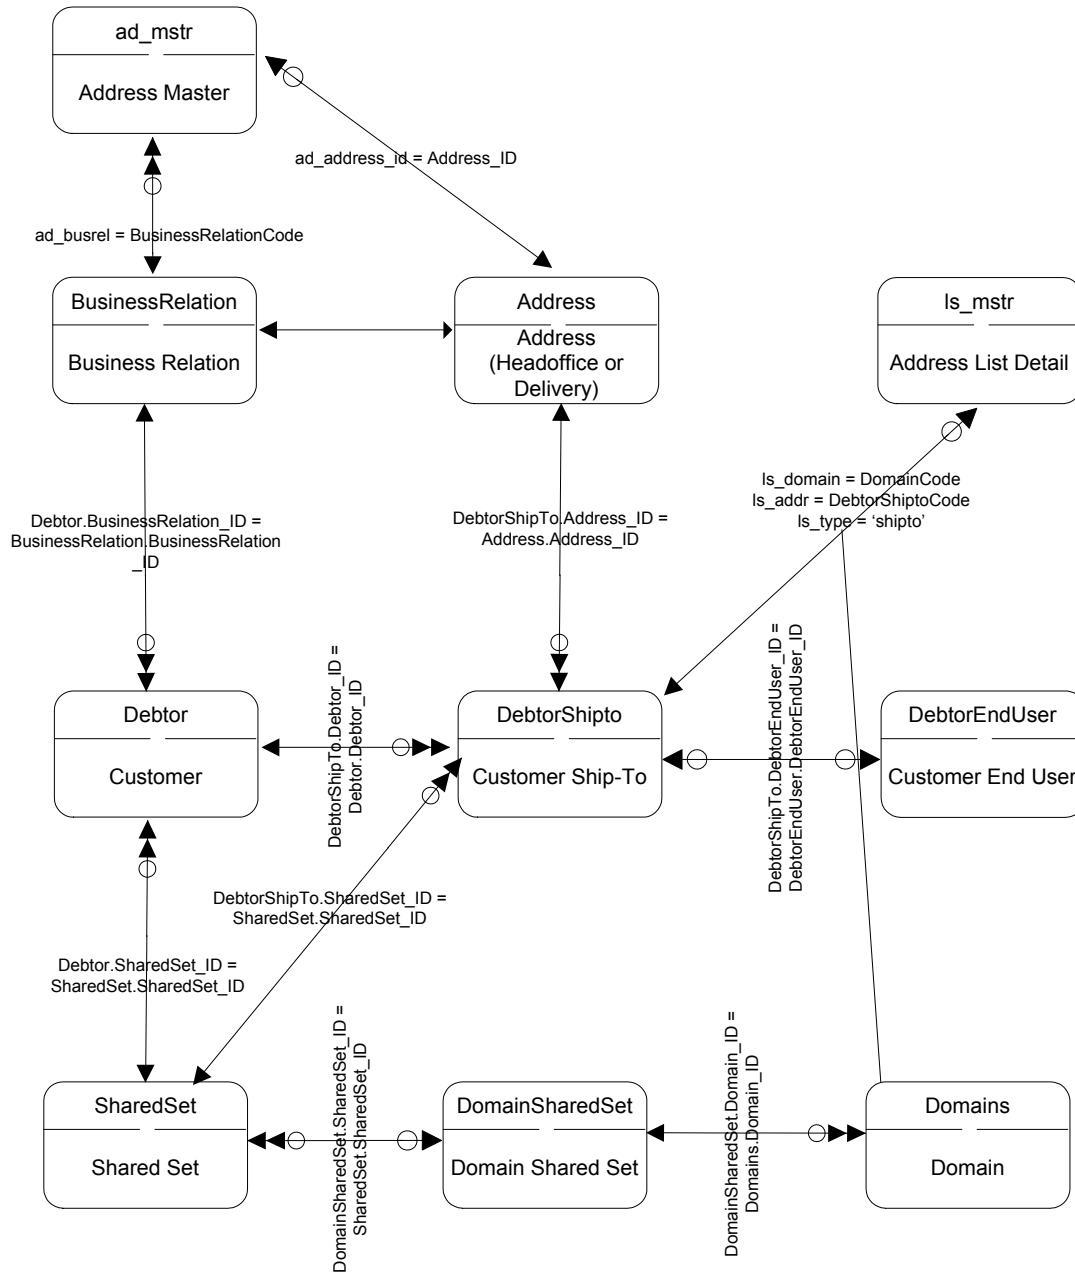 ad_mstr
Address Master
ad_address_id = Address_ID
ad_busrel = BusinessRelationCode
BusinessRelation
Business Relation
Address
Address
(Headoffice or
Delivery)
ls_mstr
Address List Detail
ls_domain = DomainCode
ls_addr = DebtorShiptoCode
ls_type = ‘shipto’
Debtor.BusinessRelation_ID =
BusinessRelation.BusinessRelation
_ID
DebtorShipTo.Address_ID =
Address.Address_ID
Debtor
Customer
DebtorShipTo.Debtor_ID =
Debtor.Debtor_ID
DebtorShipto
Customer Ship-To
DebtorShipTo.DebtorEndUser_ID =
DebtorEndUser.DebtorEndUser_ID
DebtorEndUser
Customer End User
DebtorShipTo.SharedSet_ID =
SharedSet.SharedSet_ID
Debtor.SharedSet_ID =
SharedSet.SharedSet_ID
SharedSet
Shared Set
DomainSharedSet.SharedSet_ID =
SharedSet.SharedSet_ID
DomainSharedSet
Domain Shared Set
DomainSharedSet.Domain_ID =
Domains.Domain_ID
Domains
Domain